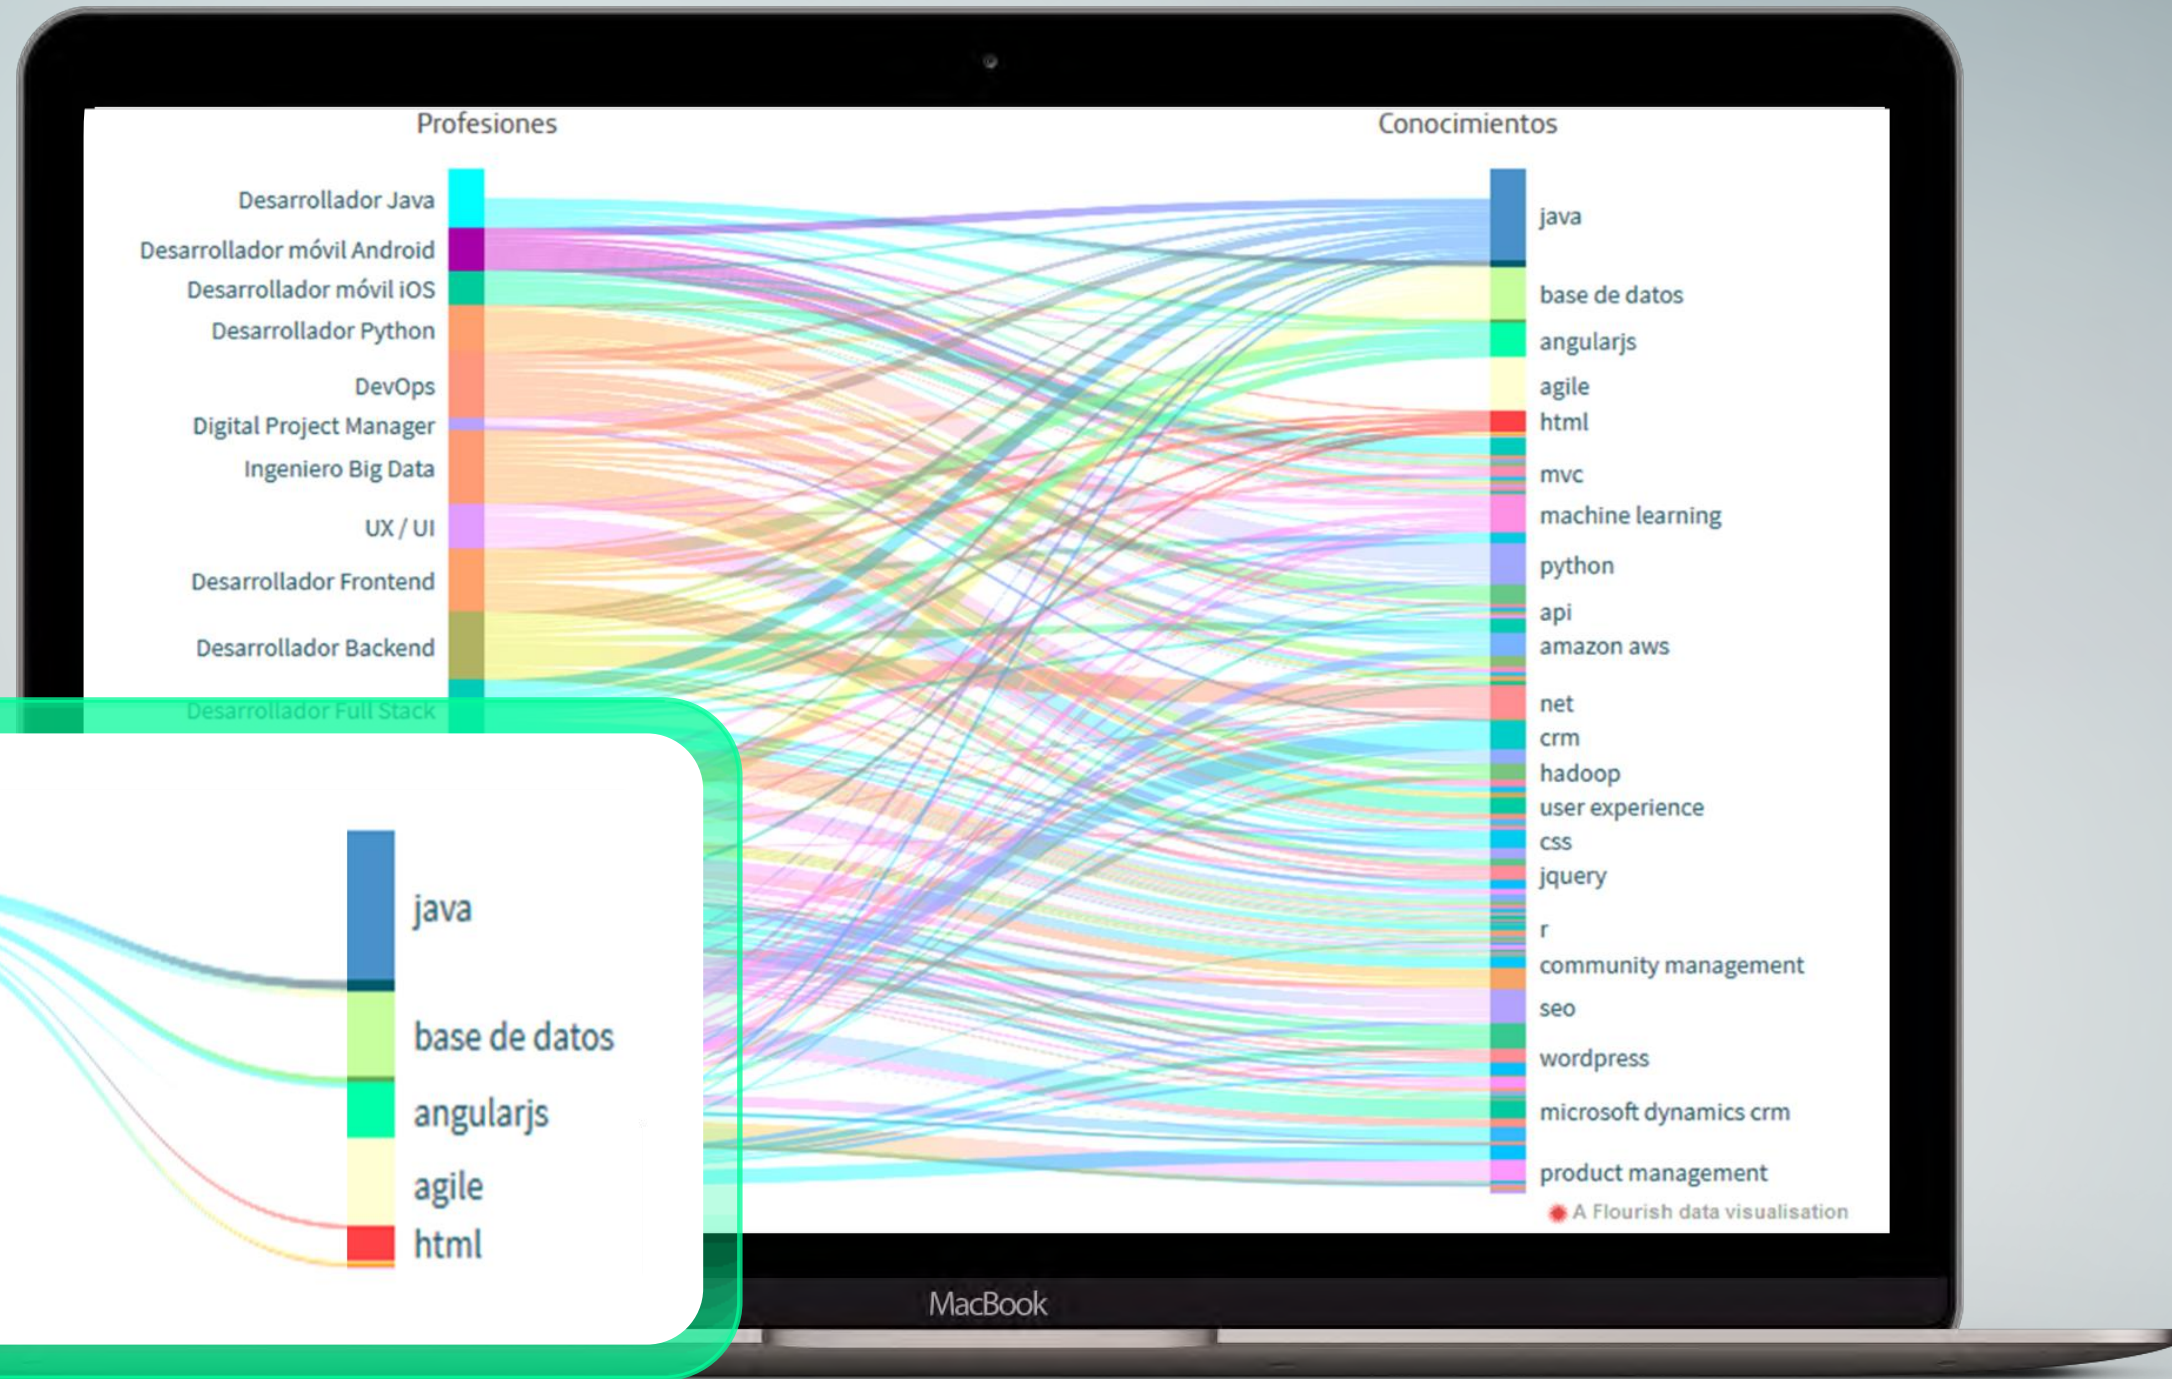 Profesiones
Conocimientos
Desarrollador Java
Desarrollador móvil Android
Desarrollador móvil iOS
Desarrollador Python
DevOps
Digital Project Manager
Ingeniero Big Data
UX / UI
Desarrollador Frontend
Desarrollador Backend
Desarrollador Full Stack
java
base de datos
angularjs
agile
html
mvc
machine learning
python
api
amazon aws
net
crm
hadoop
user experience
css
jquery
r
community management
seo
wordpress
microsoft dynamics crm
product management
A Flourish data visualisation
java
base de datos
angularjs
agile
html
MacBook